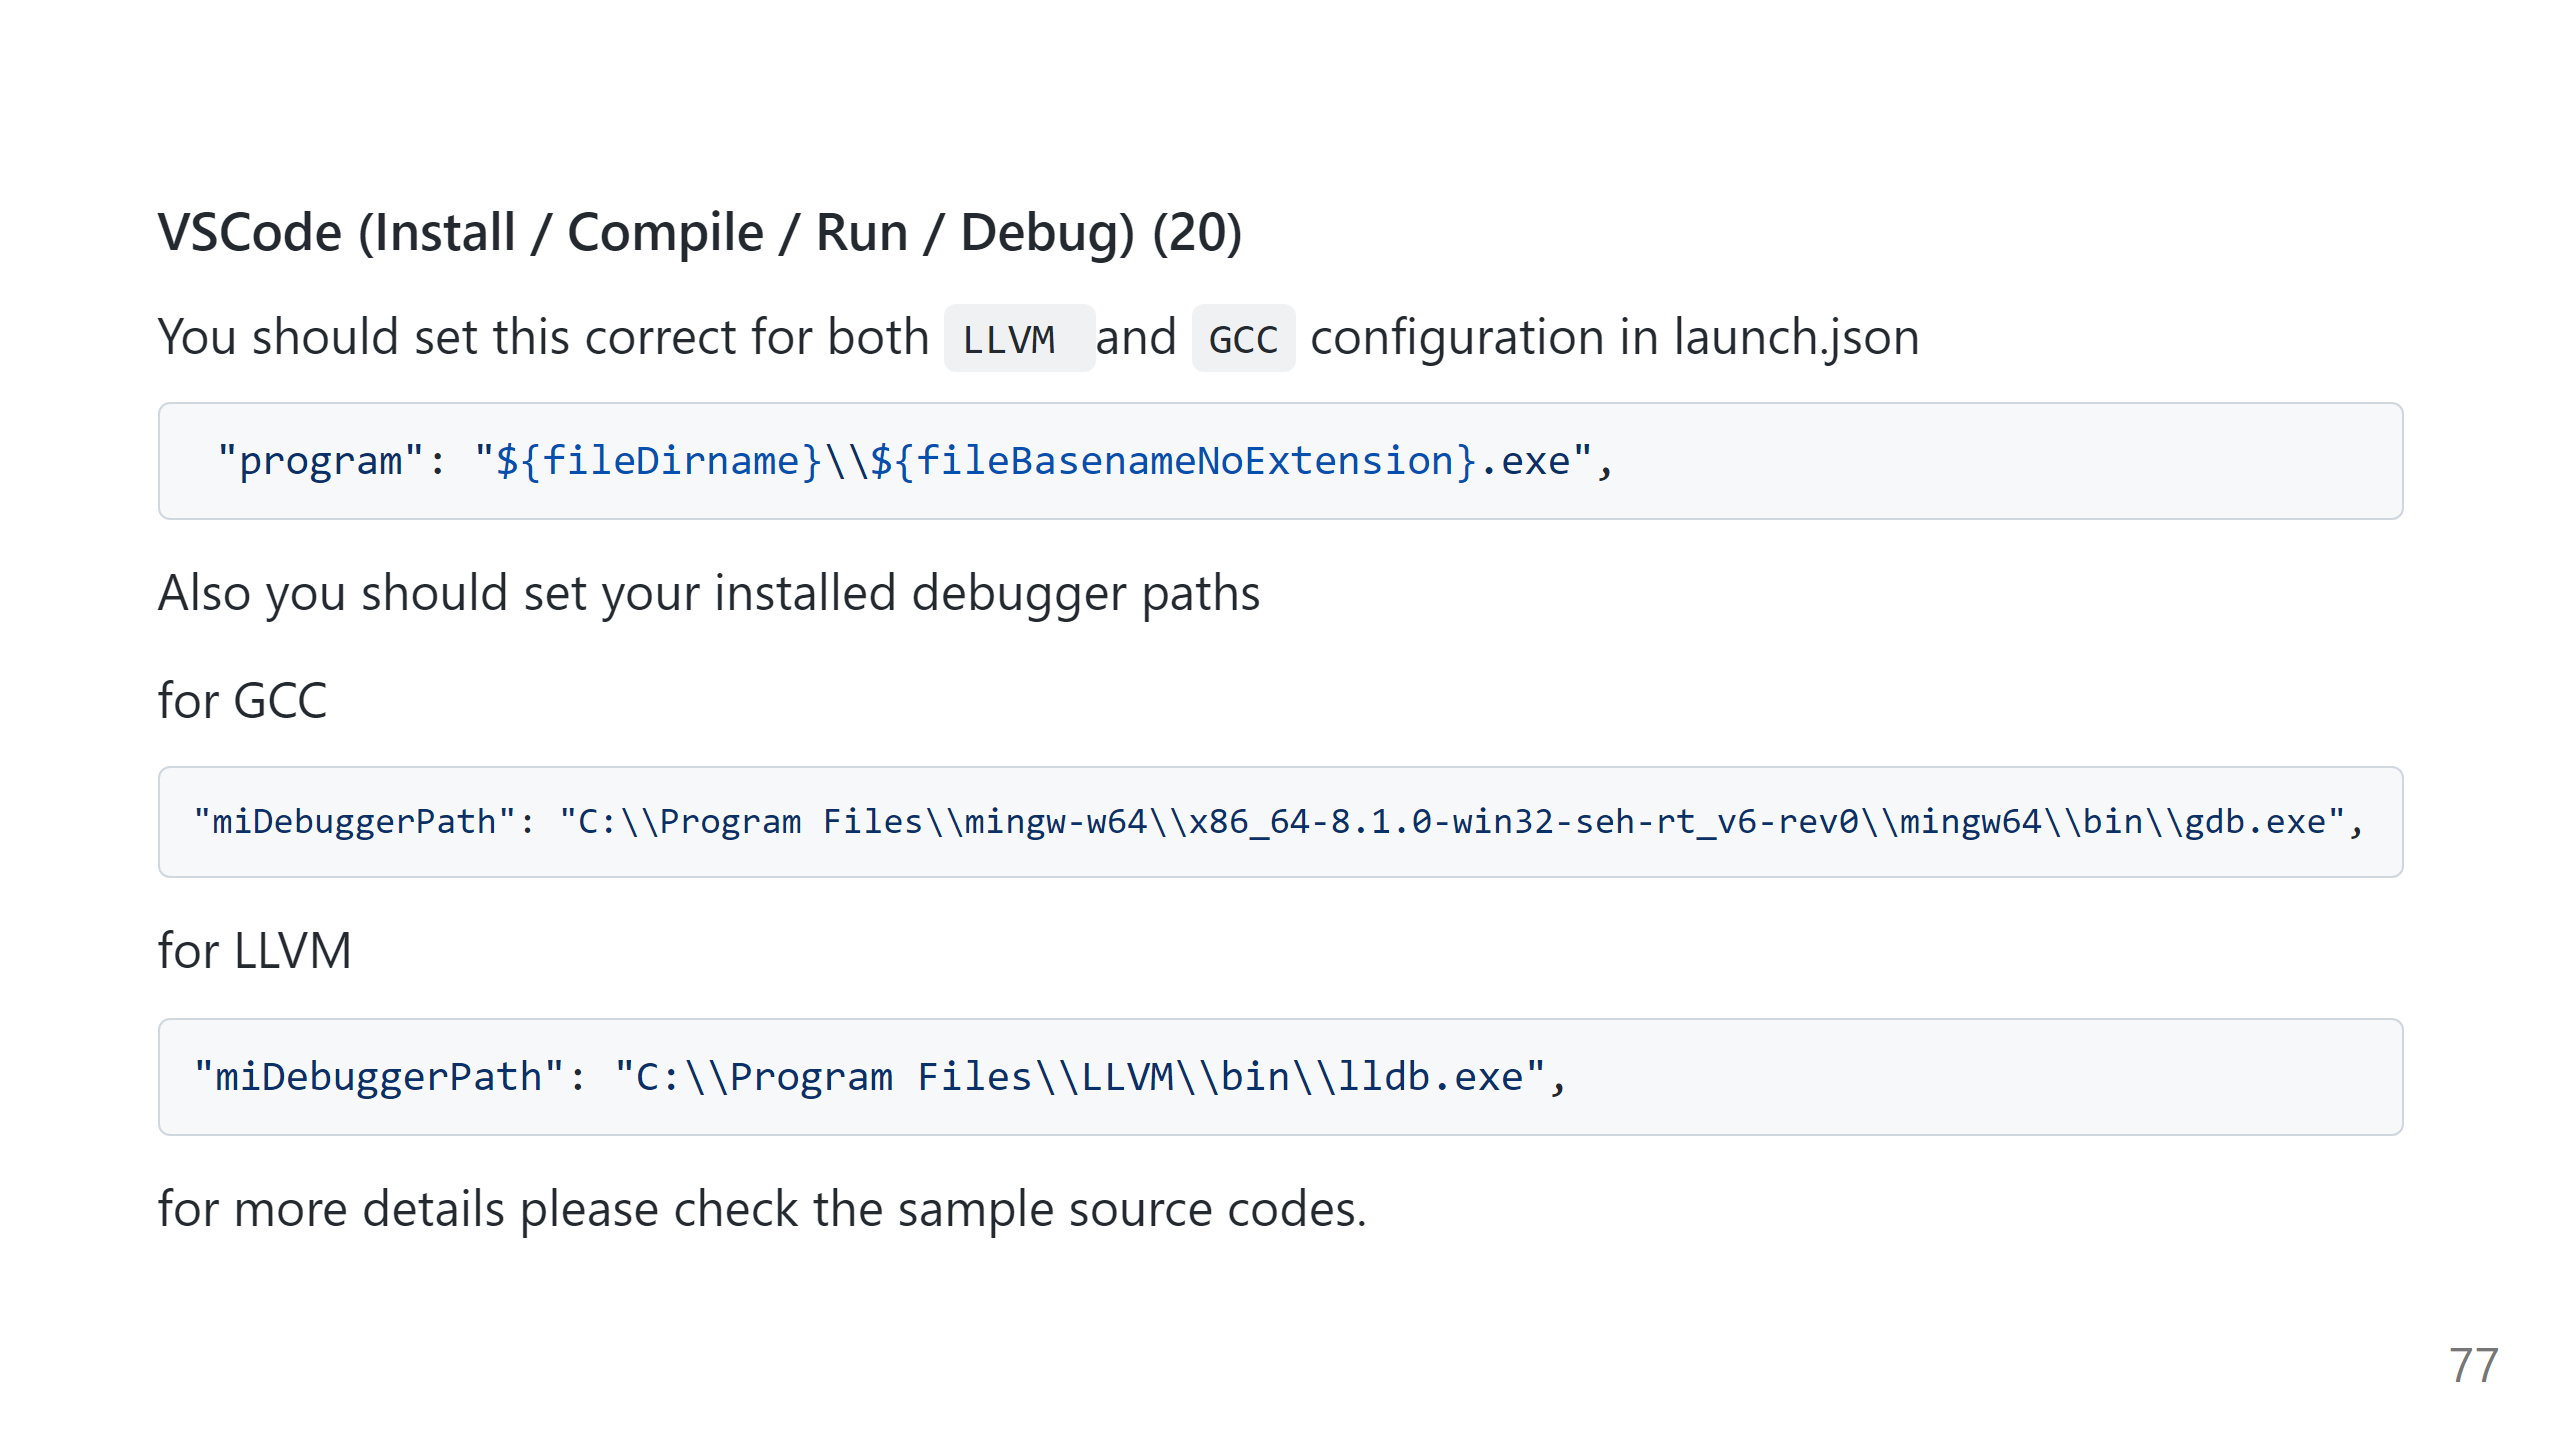 VSCode (Install / Compile / Run / Debug) (20)
You should set this correct for both LLVM and GCC configuration in launch.json
"program": "${fileDirname}\\${fileBasenameNoExtension}.exe",
Also you should set your installed debugger paths
for GCC
"miDebuggerPath": "C:\\Program Files\\mingw-w64\\x86_64-8.1.0-win32-seh-rt_v6-rev0\\mingw64\\bin\\gdb.exe",
for LLVM
"miDebuggerPath": "C:\\Program Files\\LLVM\\bin\\lldb.exe",
for more details please check the sample source codes.
77